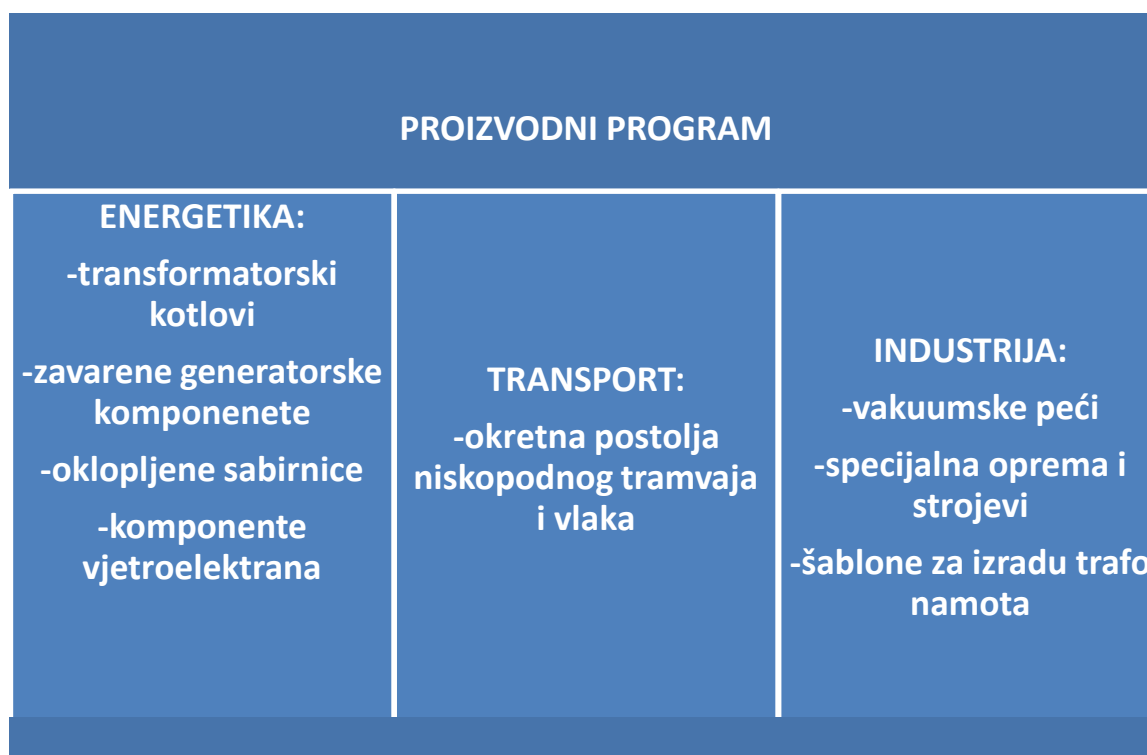 PROIZVODNI PROGRAM
ENERGETIKA:
-transformatorski
kotlovi
-zavarene generatorske
komponenete
-oklopljene sabirnice
-komponente
vjetroelektrana
TRANSPORT:
-okretna postolja
niskopodnog tramvaja
i vlaka
INDUSTRIJA:
-vakuumske peći
-specijalna oprema i
strojevi
-šablone za izradu trafo
namota